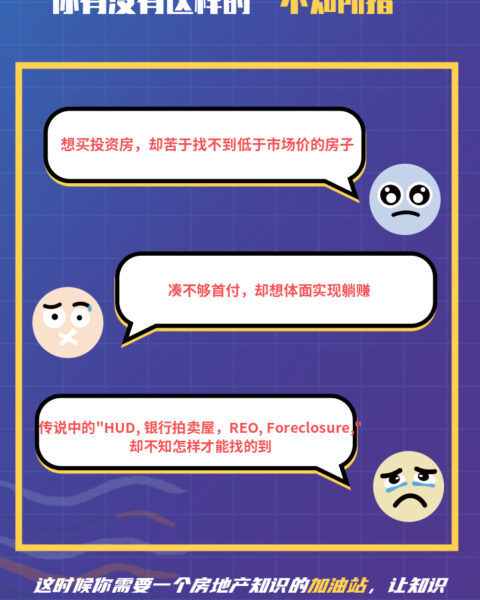 你有没有这样的“不知所措
想买投资房，却苦于找不到低于市场价的房子
凑不够首付，却想体面实现躺赚
传说中的"HUD, 银行拍卖屋，REO, Foreclosure,"
却不知怎样才能找的到
这时候你需要一个房地产知识的加油站，让知识